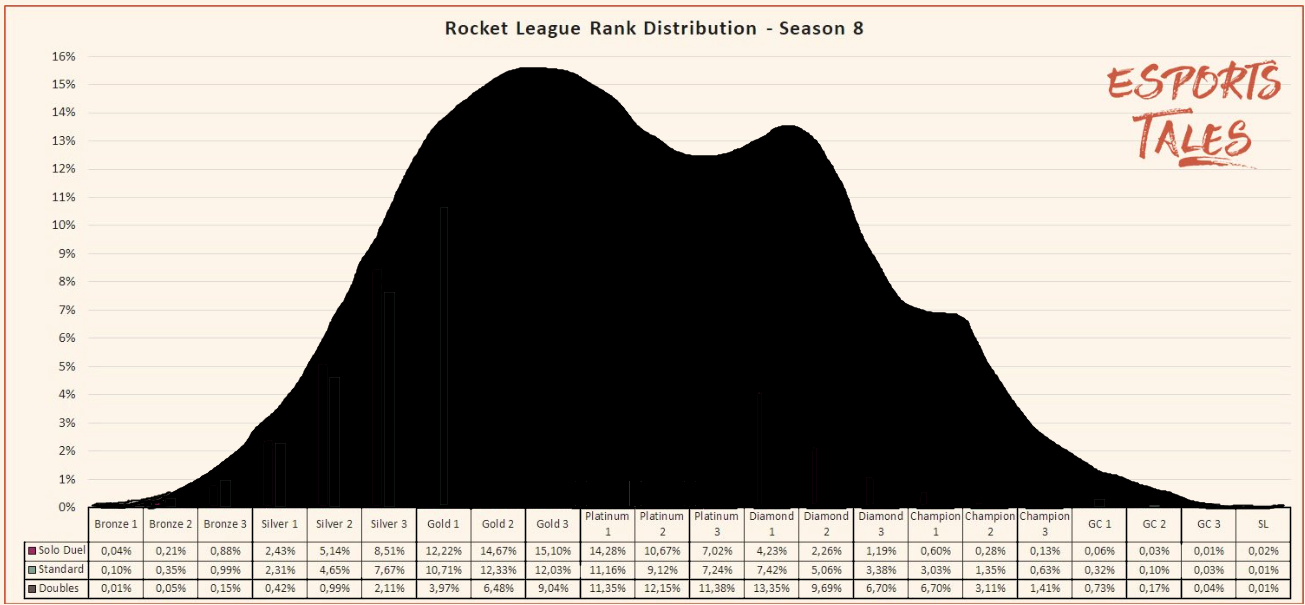 Rocket League Rank Distribution - Season 8
ESPORTS
TALES
16%
15%
14%
13%
12%
11%
10%
9%
8%
7%
6%
5%
4%
3%
2%
1%
0%
Bronze 1 Bronze 2 Bronze 3 Silver 1 Silver 2 Silver 3 Gold 1 Gold 2 Gold 3 Platinum 1 Platinum 2 Platinum 3 Diamond 1 Diamond 2 Diamond 3 Champion 1 Champion 2 Champion 3 GC 1 GC 2 GC 3 SL
Solo Duel 0,04% 0,21% 0,88% 2,43% 5,14% 8,51% 12,22% 14,67% 15,10% 14,28% 10,67% 7,02% 4,23% 2,26% 1,19% 0,60% 0,28% 0,13% 0,06% 0,03% 0,01% 0,02%
Standard 0,10% 0,35% 0,99% 2,31% 4,65% 7,67% 10,71% 12,33% 12,03% 11,16% 9,12% 7,24% 7,42% 5,06% 3,38% 3,03% 1,35% 0,63% 0,32% 0,10% 0,03% 0,01%
Doubles 0,01% 0,05% 0,15% 0,42% 0,99% 2,11% 3,97% 6,48% 9,04% 11,35% 12,15% 11,38% 13,35% 9,69% 6,70% 6,70% 3,11% 1,41% 0,73% 0,17% 0,04% 0,01%